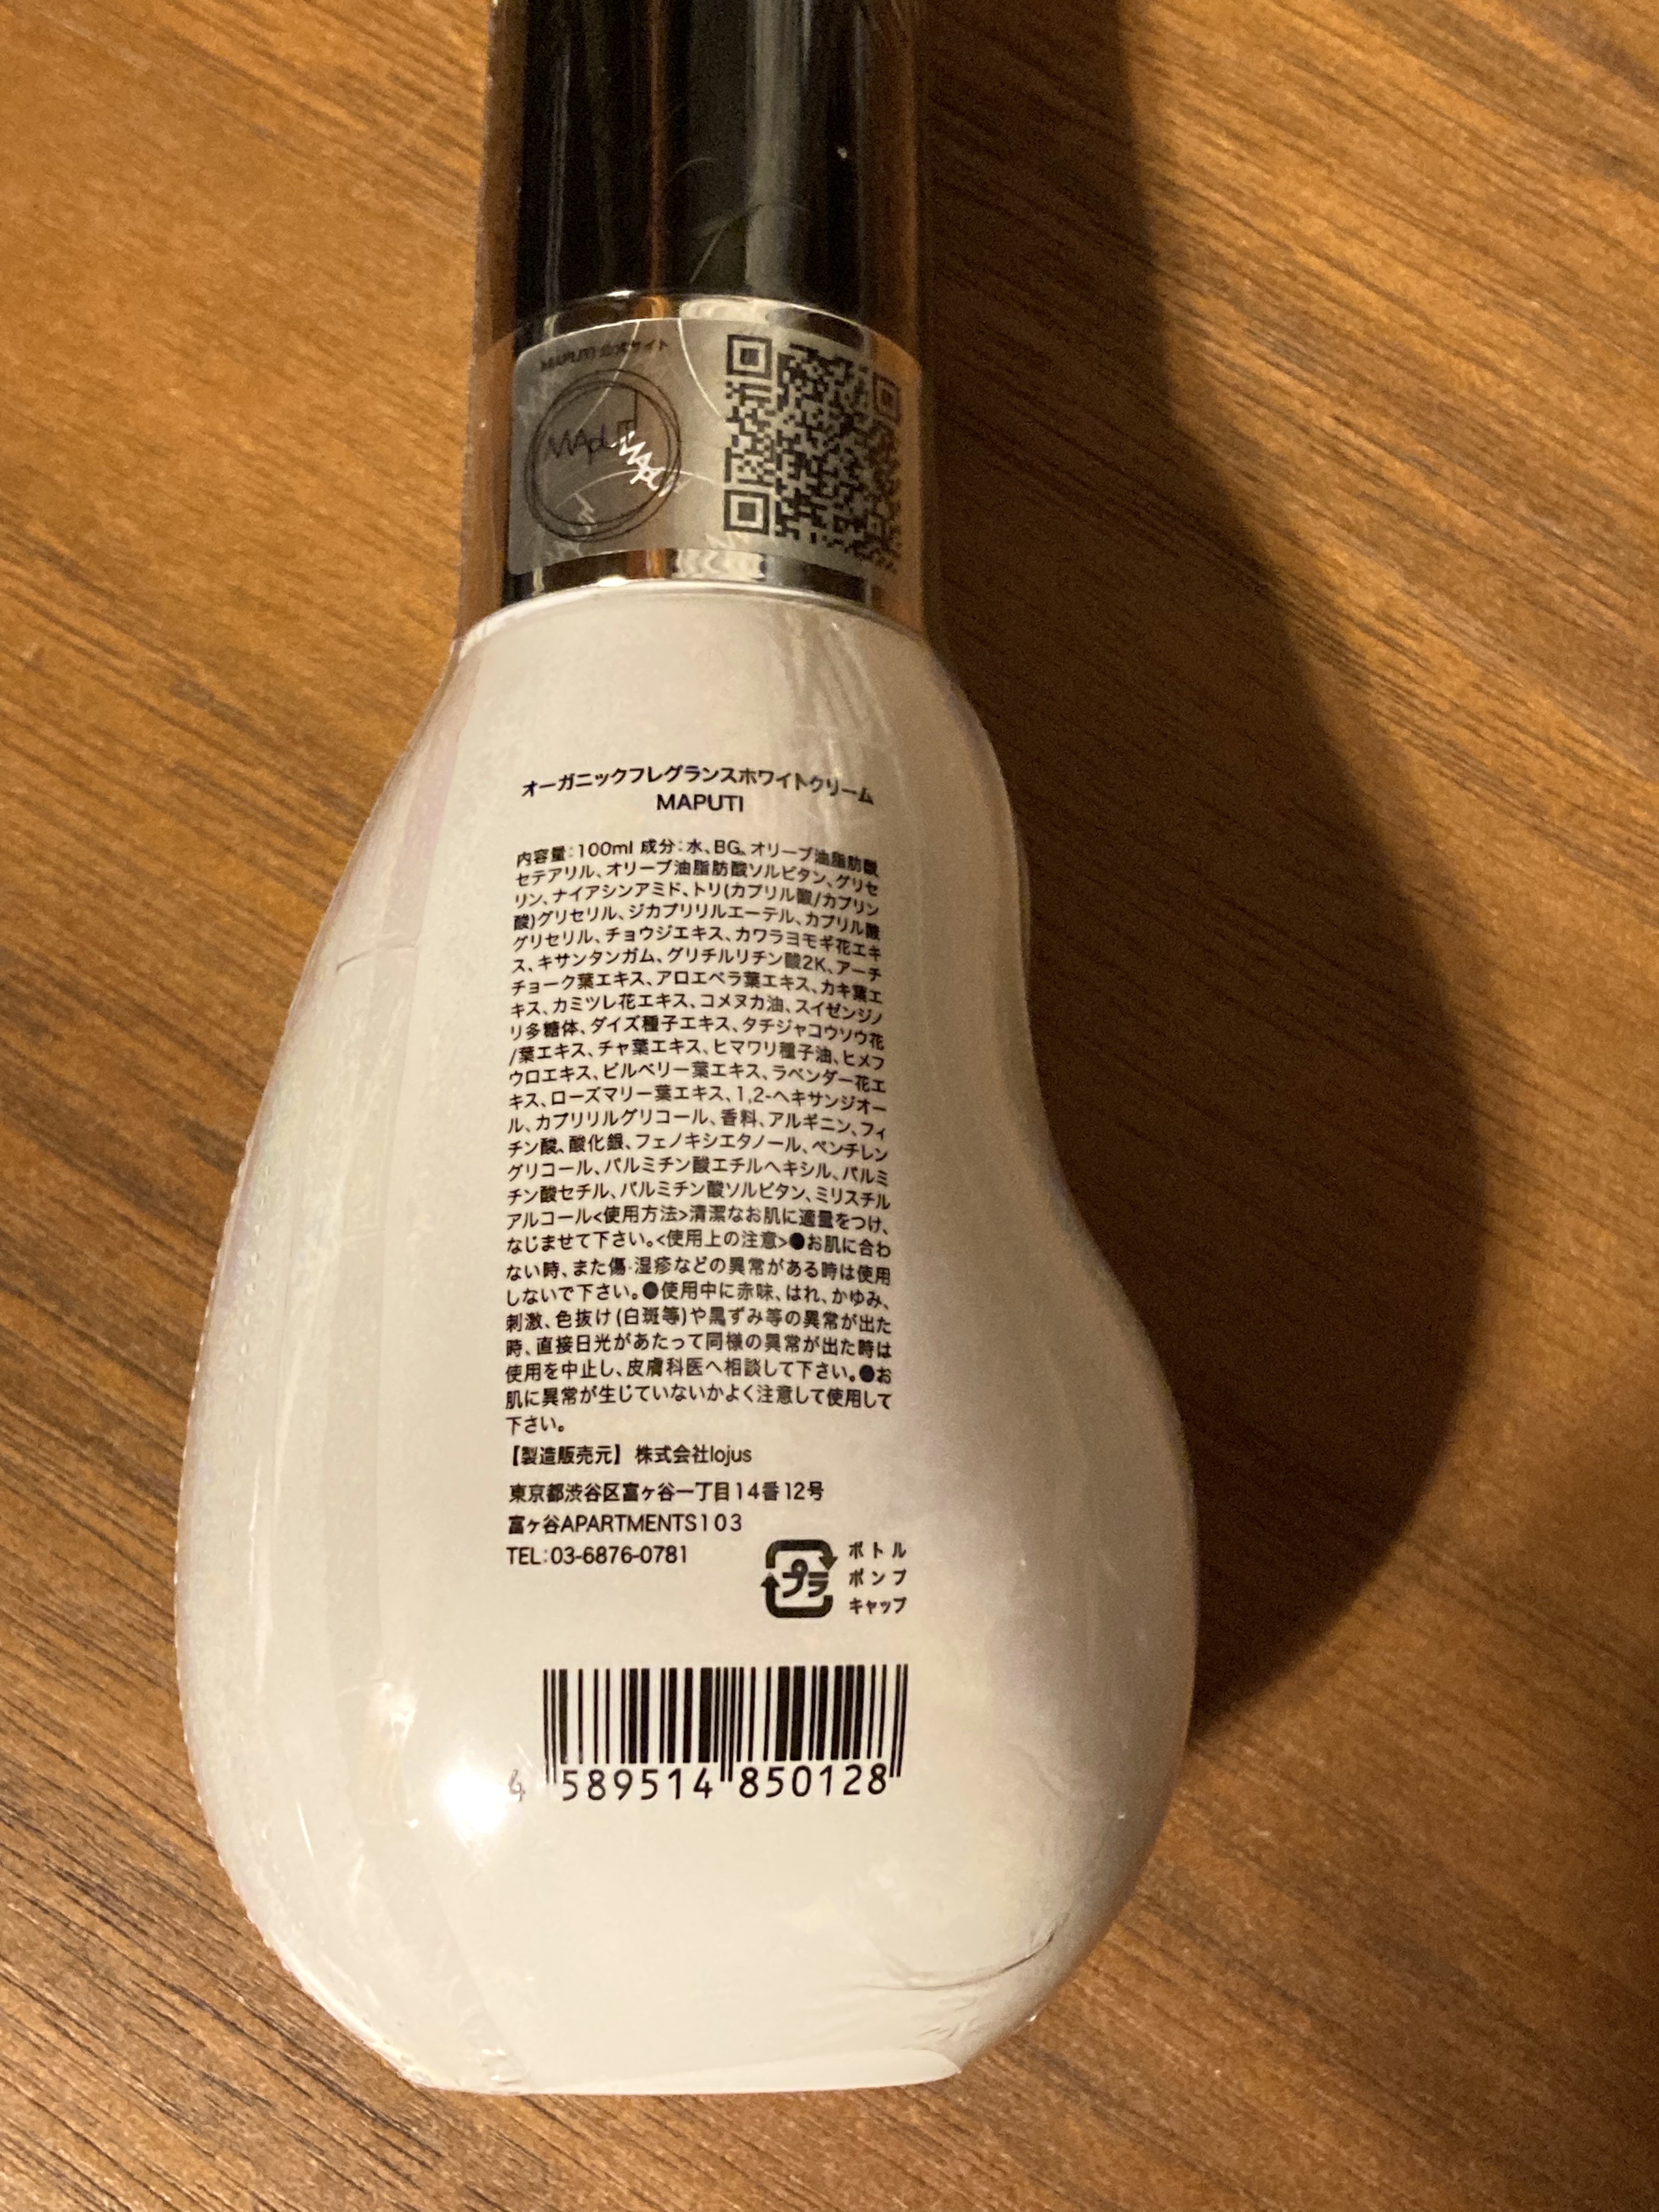 MAPUTI 公式サイト
MApUTI
オーガニックフレグランスホワイトクリーム
MAPUTI
内容量:100ml 成分:水、BG、オリーブ油脂肪酸
セテアリル、オリーブ油脂肪酸ソルビタン、グリセ
リン、ナイアシンアミド、トリ(カプリル酸/カプリン
酸)グリセリル、ジカプリリルエーテル、カプリル酸
グリセリル、チョウジエキス、カワラヨモギ花エキ
ス、キサンタンガム、グリチルリチン酸2K、アーチ
チョーク葉エキス、アロエベラ葉エキス、カキ葉エ
キス、カミツレ花エキス、コメヌカ油、スイゼンジノ
リ多糖体、ダイズ種子エキス、タチジャコウソウ花
/葉エキス、チャ葉エキス、ヒマワリ種子油、ヒメフ
ウロエキス、ビルベリー葉エキス、ラベンダー花エ
キス、ローズマリー葉エキス、1,2-ヘキサンジオー
ル、カプリリルグリコール、香料、アルギニン、フィ
チン酸、酸化銀、フェノキシエタノール、ペンチレン
グリコール、パルミチン酸エチルヘキシル、パルミ
チン酸セチル、パルミチン酸ソルビタン、ミリスチル
アルコール<使用方法>清潔なお肌に適量をつけ、
なじませて下さい。<使用上の注意>●お肌に合わ
ない時、また傷・湿疹などの異常がある時は使用
しないで下さい。●使用中に赤味、はれ、かゆみ、
刺激、色抜け(白斑等)や黒ずみ等の異常が出た
時、直接日光があたって同様の異常が出た時は
使用を中止し、皮膚科医へ相談して下さい。●お
肌に異常が生じていないかよく注意して使用して
下さい。
【製造販売元】 株式会社lojus
東京都渋谷区富ヶ谷一丁目14番12号
富ヶ谷APARTMENTS103
TEL:03-6876-0781
プラ
ボトル
ポンプ
キャップ
4 589514 850128